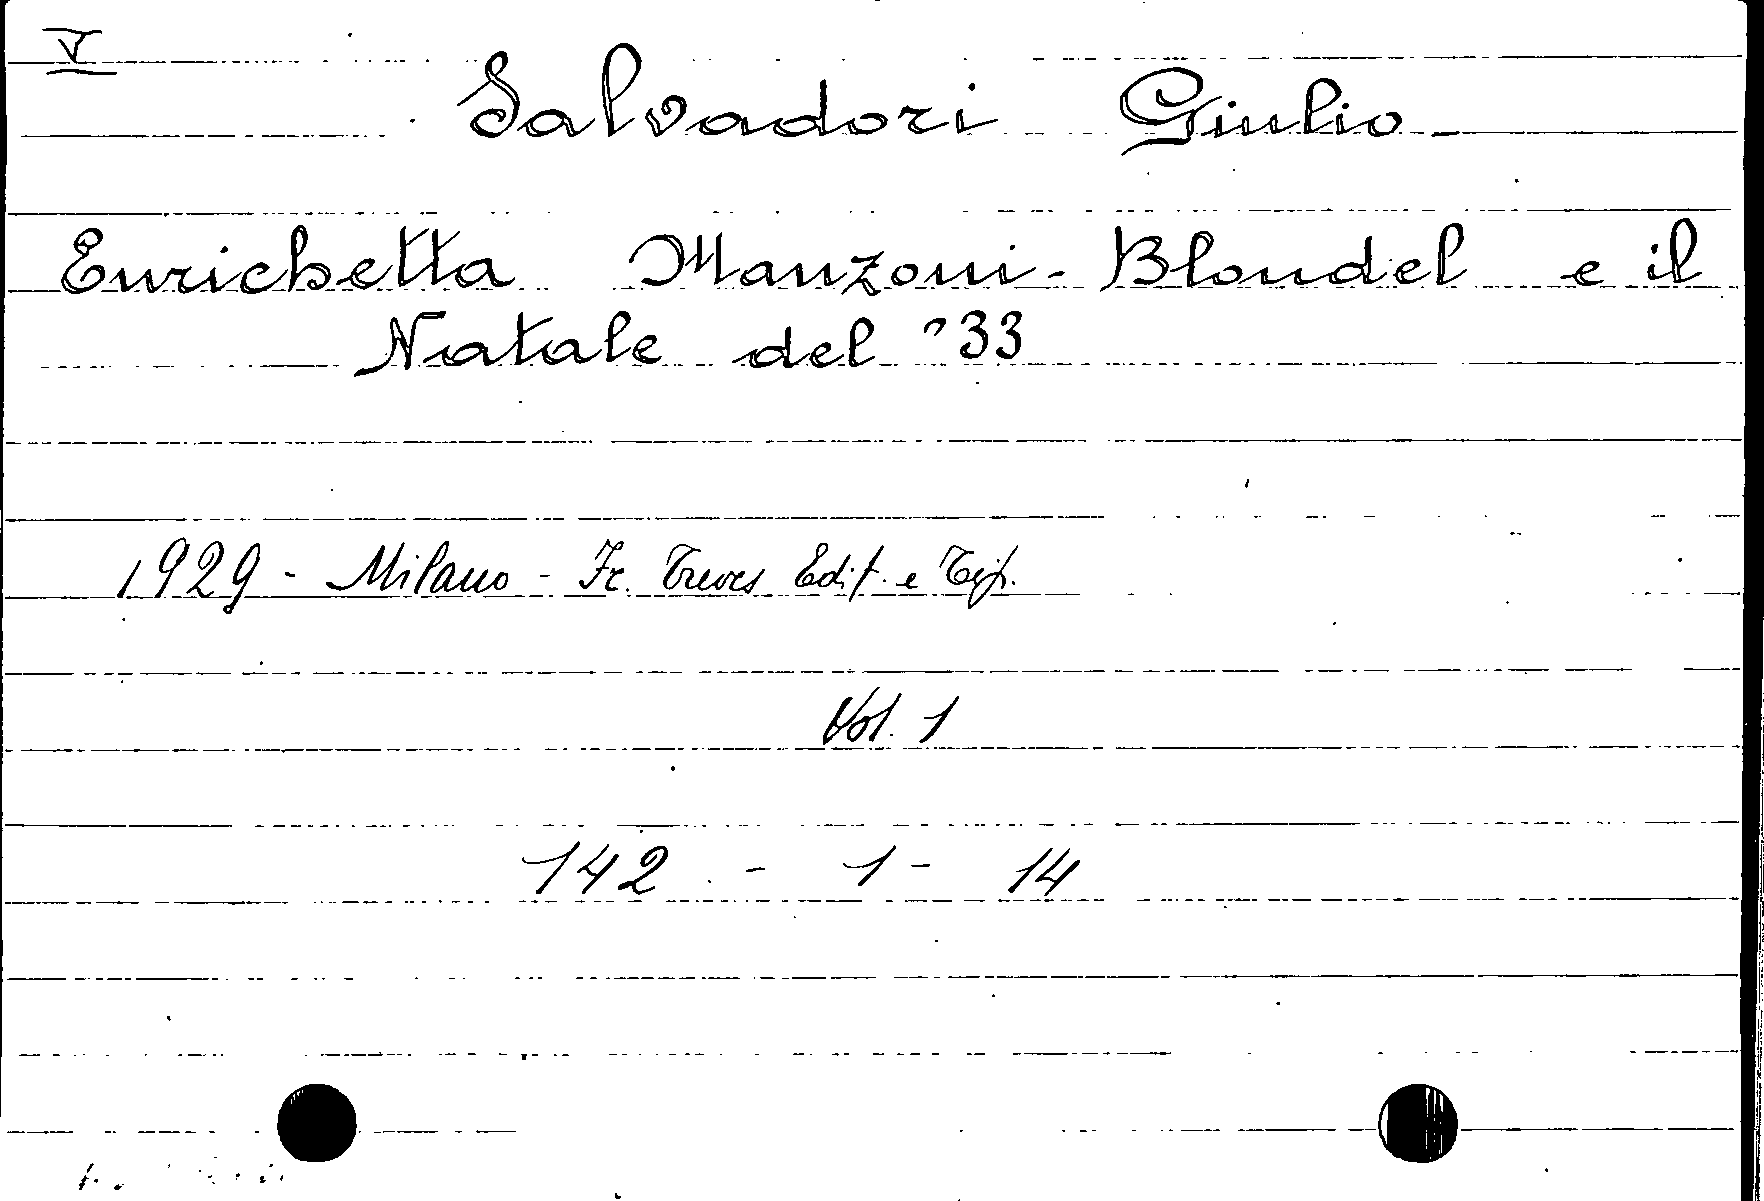 V
Salvadori Giulio
Enrichetta Manzoni-Blondel e il
Natale del '33
1929 - Milano - Fr. Treves Edit. e Tip.
Vol. 1
142 - 1 - 14